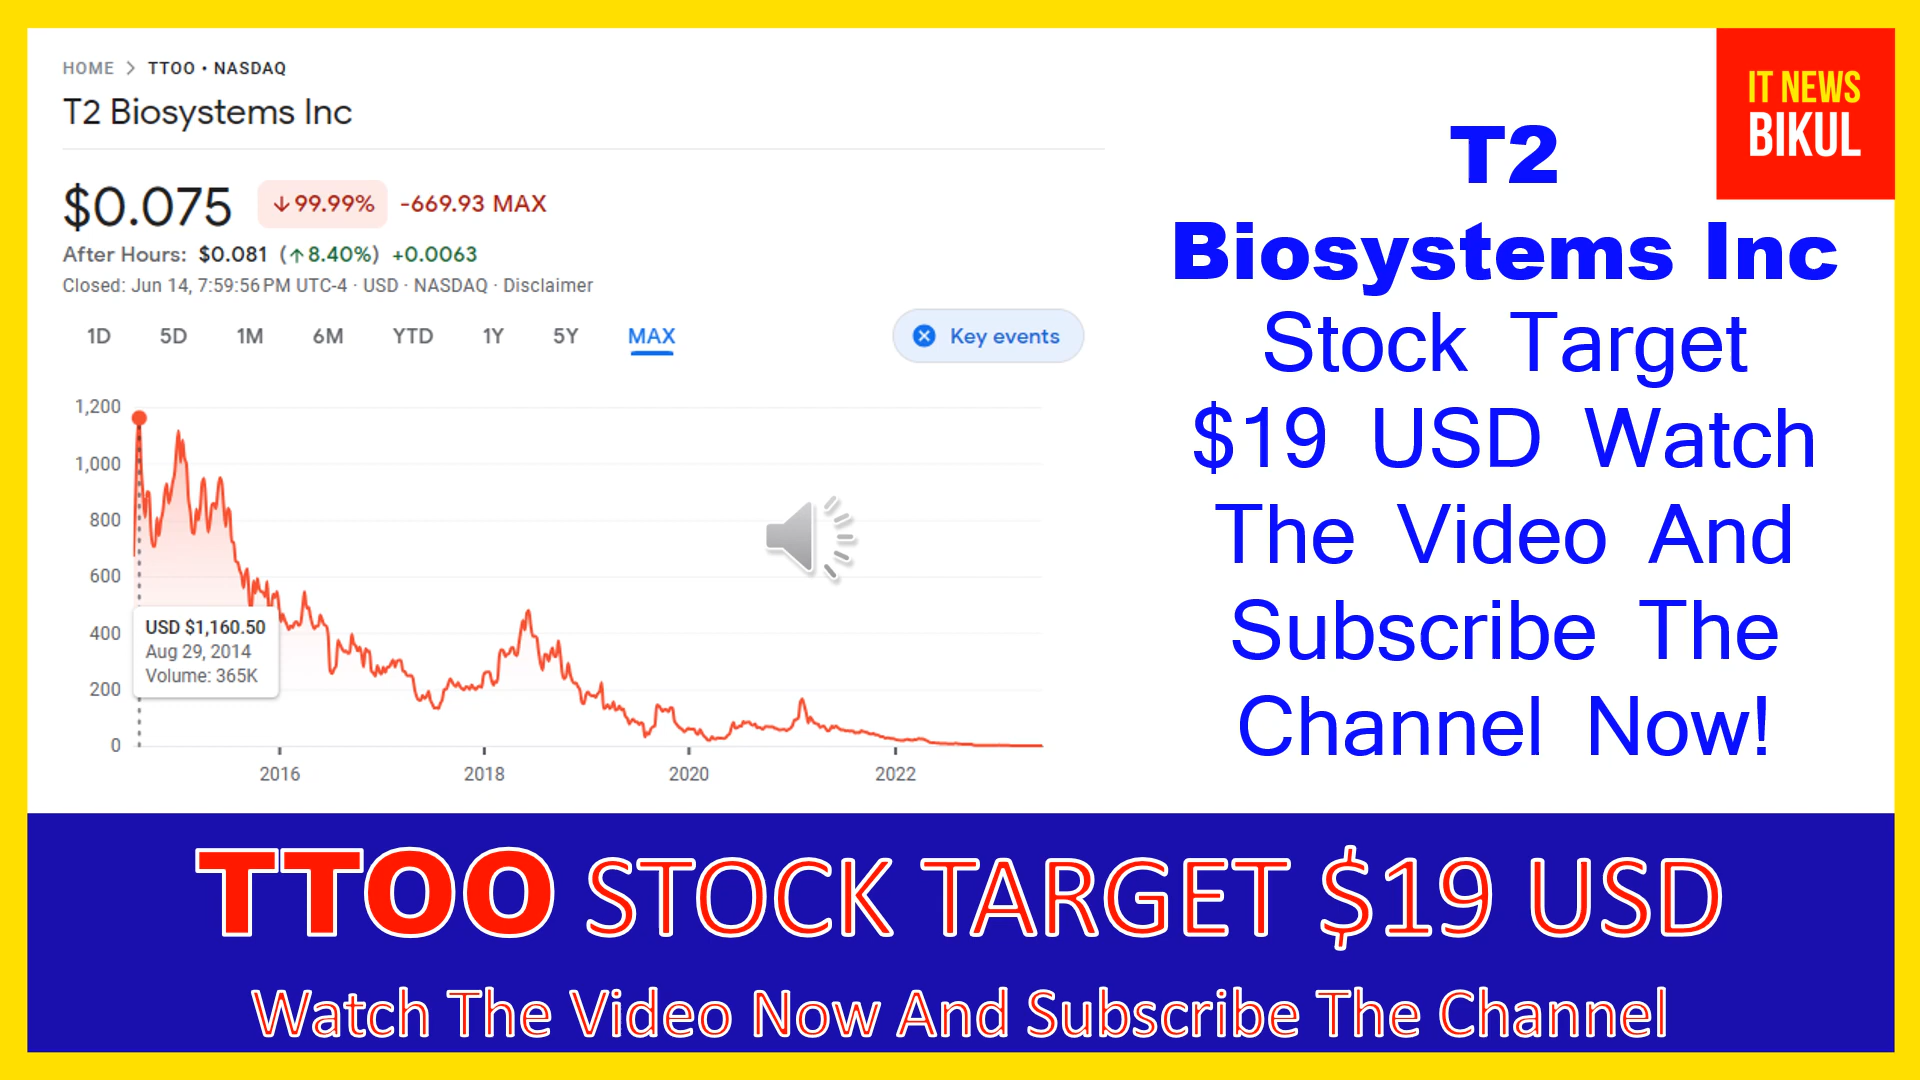 HOME > TTOO • NASDAQ
T2 Biosystems Inc
$0.075 ↓99.99% -669.93 MAX
After Hours: $0.081 (↑8.40%) +0.0063
Closed: Jun 14, 7:59:56 PM UTC-4 · USD · NASDAQ · Disclaimer
1D 5D 1M 6M YTD 1Y 5Y MAX
Key events
1,200
1,000
800
600
400
200
0
USD $1,160.50
Aug 29, 2014
Volume: 365K
2016 2018 2020 2022
IT NEWS
BIKUL
T2
Biosystems Inc
Stock Target
$19 USD Watch
The Video And
Subscribe The
Channel Now!
TTOO STOCK TARGET $19 USD
Watch The Video Now And Subscribe The Channel